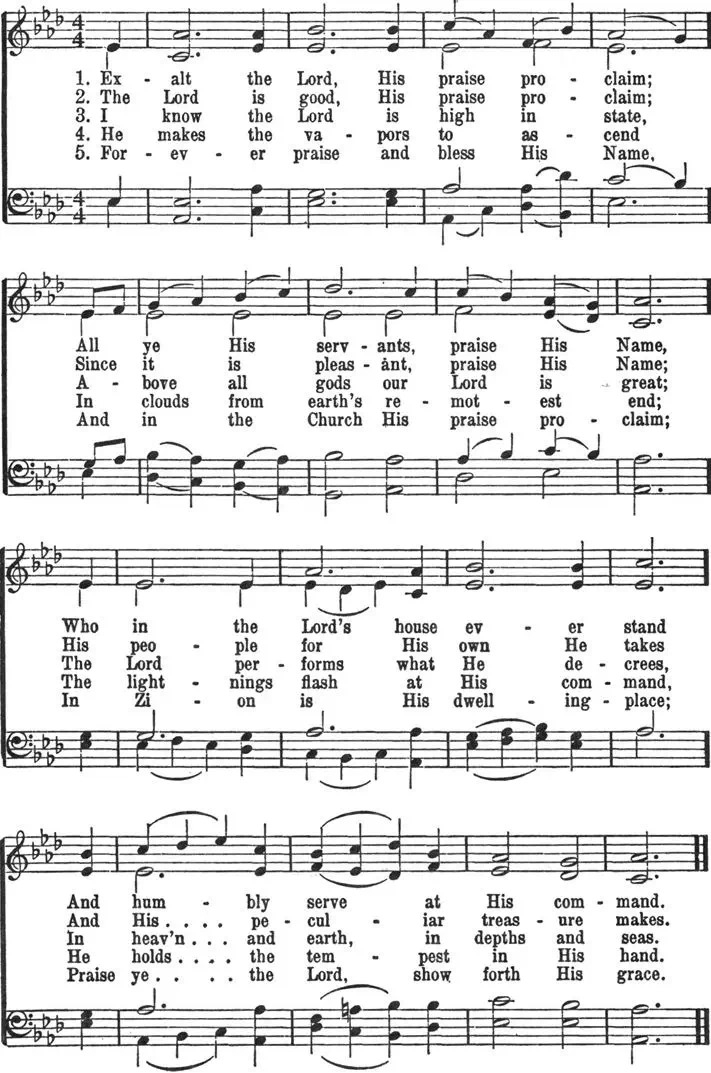 4 4
1. Ex - alt the Lord, His praise pro - claim;
2. The Lord is good, His praise pro - claim;
3. I know the Lord is high in state,
4. He makes the va - pors to as - cend
5. For - ev - er praise and bless His Name,
4 4
All ye His serv - ants, praise His Name,
Since it is pleas - ant, praise His Name;
A - bove all gods our Lord is great;
In clouds from earth's re - mot - est end;
And in the Church His praise pro - claim;
Who in the Lord's house ev - er stand
His peo - ple for His own He takes
The Lord per - forms what He de - crees,
The light - nings flash at His com - mand,
In Zi - on is His dwell - ing - place;
And hum - bly serve at His com - mand.
And His . . . . pe - cul - iar treas - ure makes.
In heav'n . . . and earth, in depths and seas.
He holds . . . . the tem - pest in His hand.
Praise ye . . . . the Lord, show forth His grace.